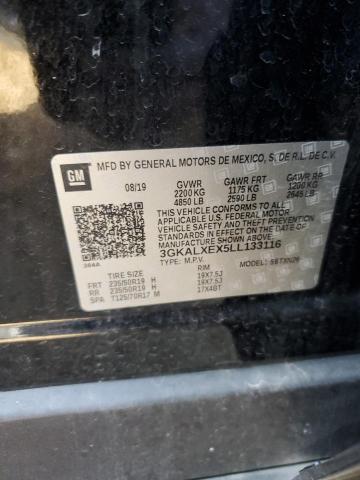 MFD BY GENERAL MOTORS DE MEXICO, S. DE R.L. DE C.V.
GM
08/19 GVWR GAWR FRT GAWR RR
2200 KG 1175 KG 1200 KG
4850 LB 2590 LB 2645 LB
THIS VEHICLE CONFORMS TO ALL
APPLICABLE U.S. FEDERAL MOTOR
VEHICLE SAFETY AND THEFT
PREVENTION STANDARDS IN EFFECT
ON THE DATE OF MANUFACTURE
SHOWN ABOVE.
3GKALXEX5LL133116
TYPE: M.P.V.
264A
TIRE SIZE RIM
FRT 235/50R19 H 19X7.5J
RR 235/50R19 H 19X7.5J
SPA T125/70R17 M 17X4BT